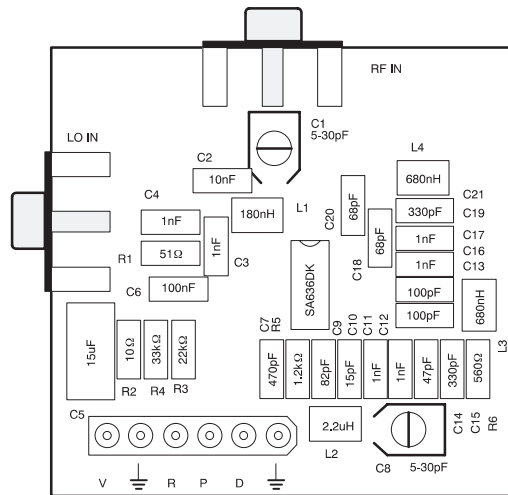 RF IN
LO IN
C1
5-30pF
C2
10nF
L4
680nH
C4
1nF
180nH
L1
C20
68pF
68pF
C18
330pF
C21
C19
1nF
C17
C16
1nF
C13
R1
51Ω
1nF
C3
C6
100nF
SA636DK
100pF
100pF
680nH
L3
15uF
C5
10Ω
33kΩ
22kΩ
R2
R4
R3
C7
R5
C9
C10
C11
C12
470pF
1.2kΩ
82pF
15pF
1nF
1nF
47pF
330pF
560Ω
2.2uH
L2
C8
5-30pF
C14
C15
R6
V
R
P
D